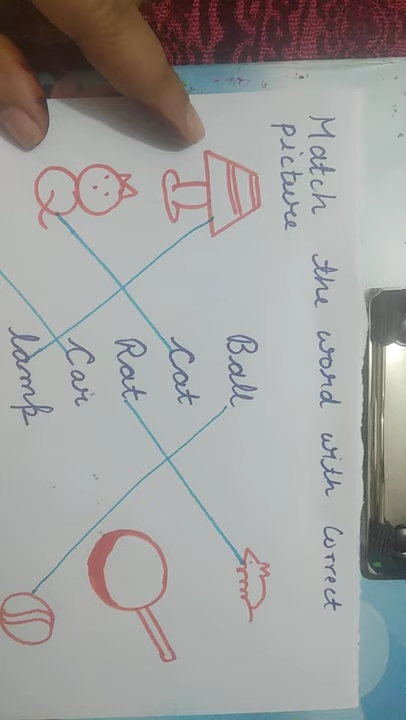 Match the word with correct
picture
Ball
Cat
Rat
Car
lamp